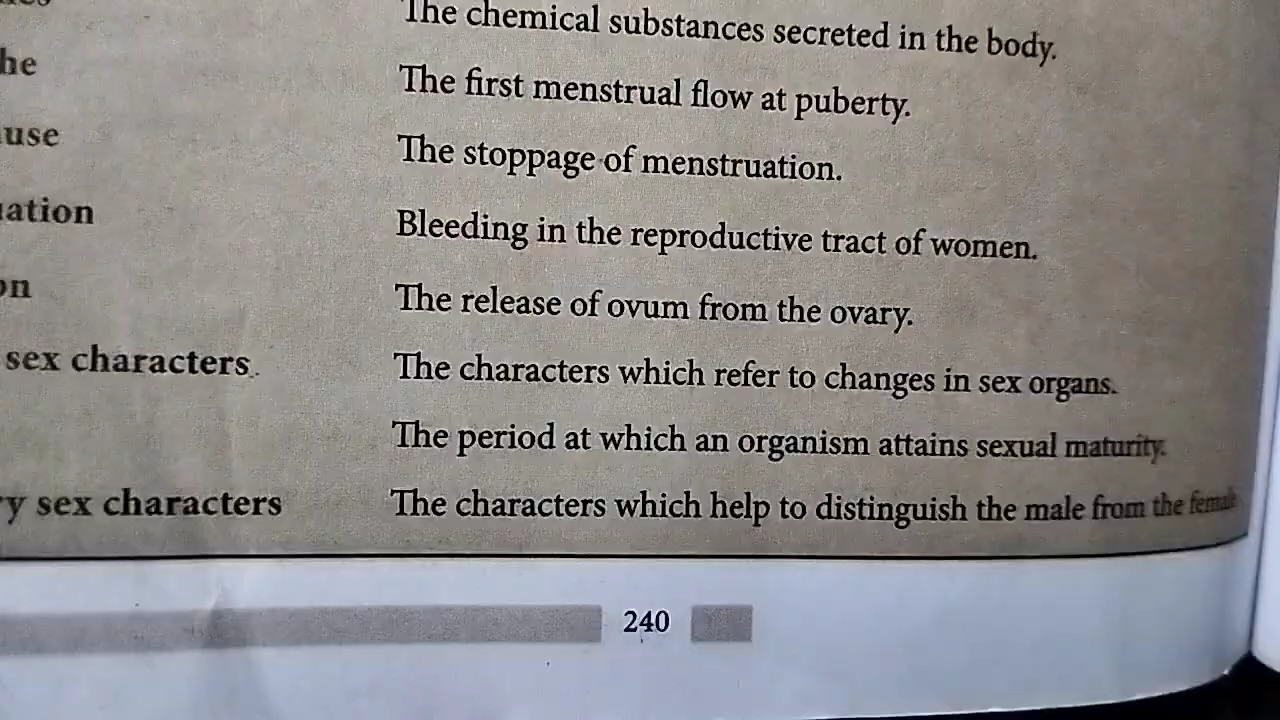 The chemical substances secreted in the body.
he The first menstrual flow at puberty.
use The stoppage of menstruation.
ation Bleeding in the reproductive tract of women.
on The release of ovum from the ovary.
sex characters. The characters which refer to changes in sex organs.
The period at which an organism attains sexual maturity.
y sex characters The characters which help to distinguish the male from the female
240